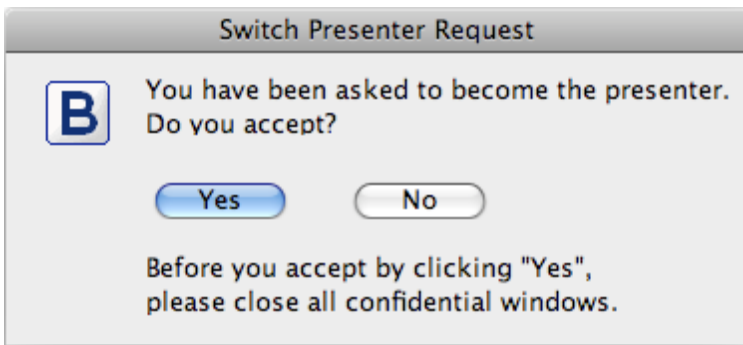 Switch Presenter Request
B
You have been asked to become the presenter.
Do you accept?
Yes
No
Before you accept by clicking "Yes",
please close all confidential windows.